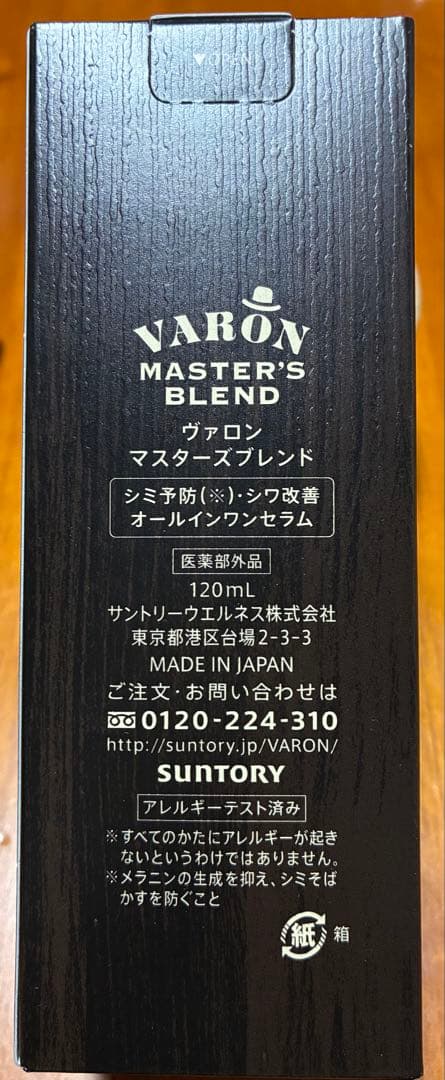 ▼OPEN
VARON
MASTER'S
BLEND
ヴァロン
マスターズブレンド
シミ予防(※)・シワ改善
オールインワンセラム
医薬部外品
120mL
サントリーウエルネス株式会社
東京都港区台場2-3-3
MADE IN JAPAN
ご注文・お問い合わせは
0120-224-310
http://suntory.jp/VARON/
SUNTORY
アレルギーテスト済み
※すべてのかたにアレルギーが起き
ないというわけではありません。
※メラニンの生成を抑え、シミそば
かすを防ぐこと
紙 箱